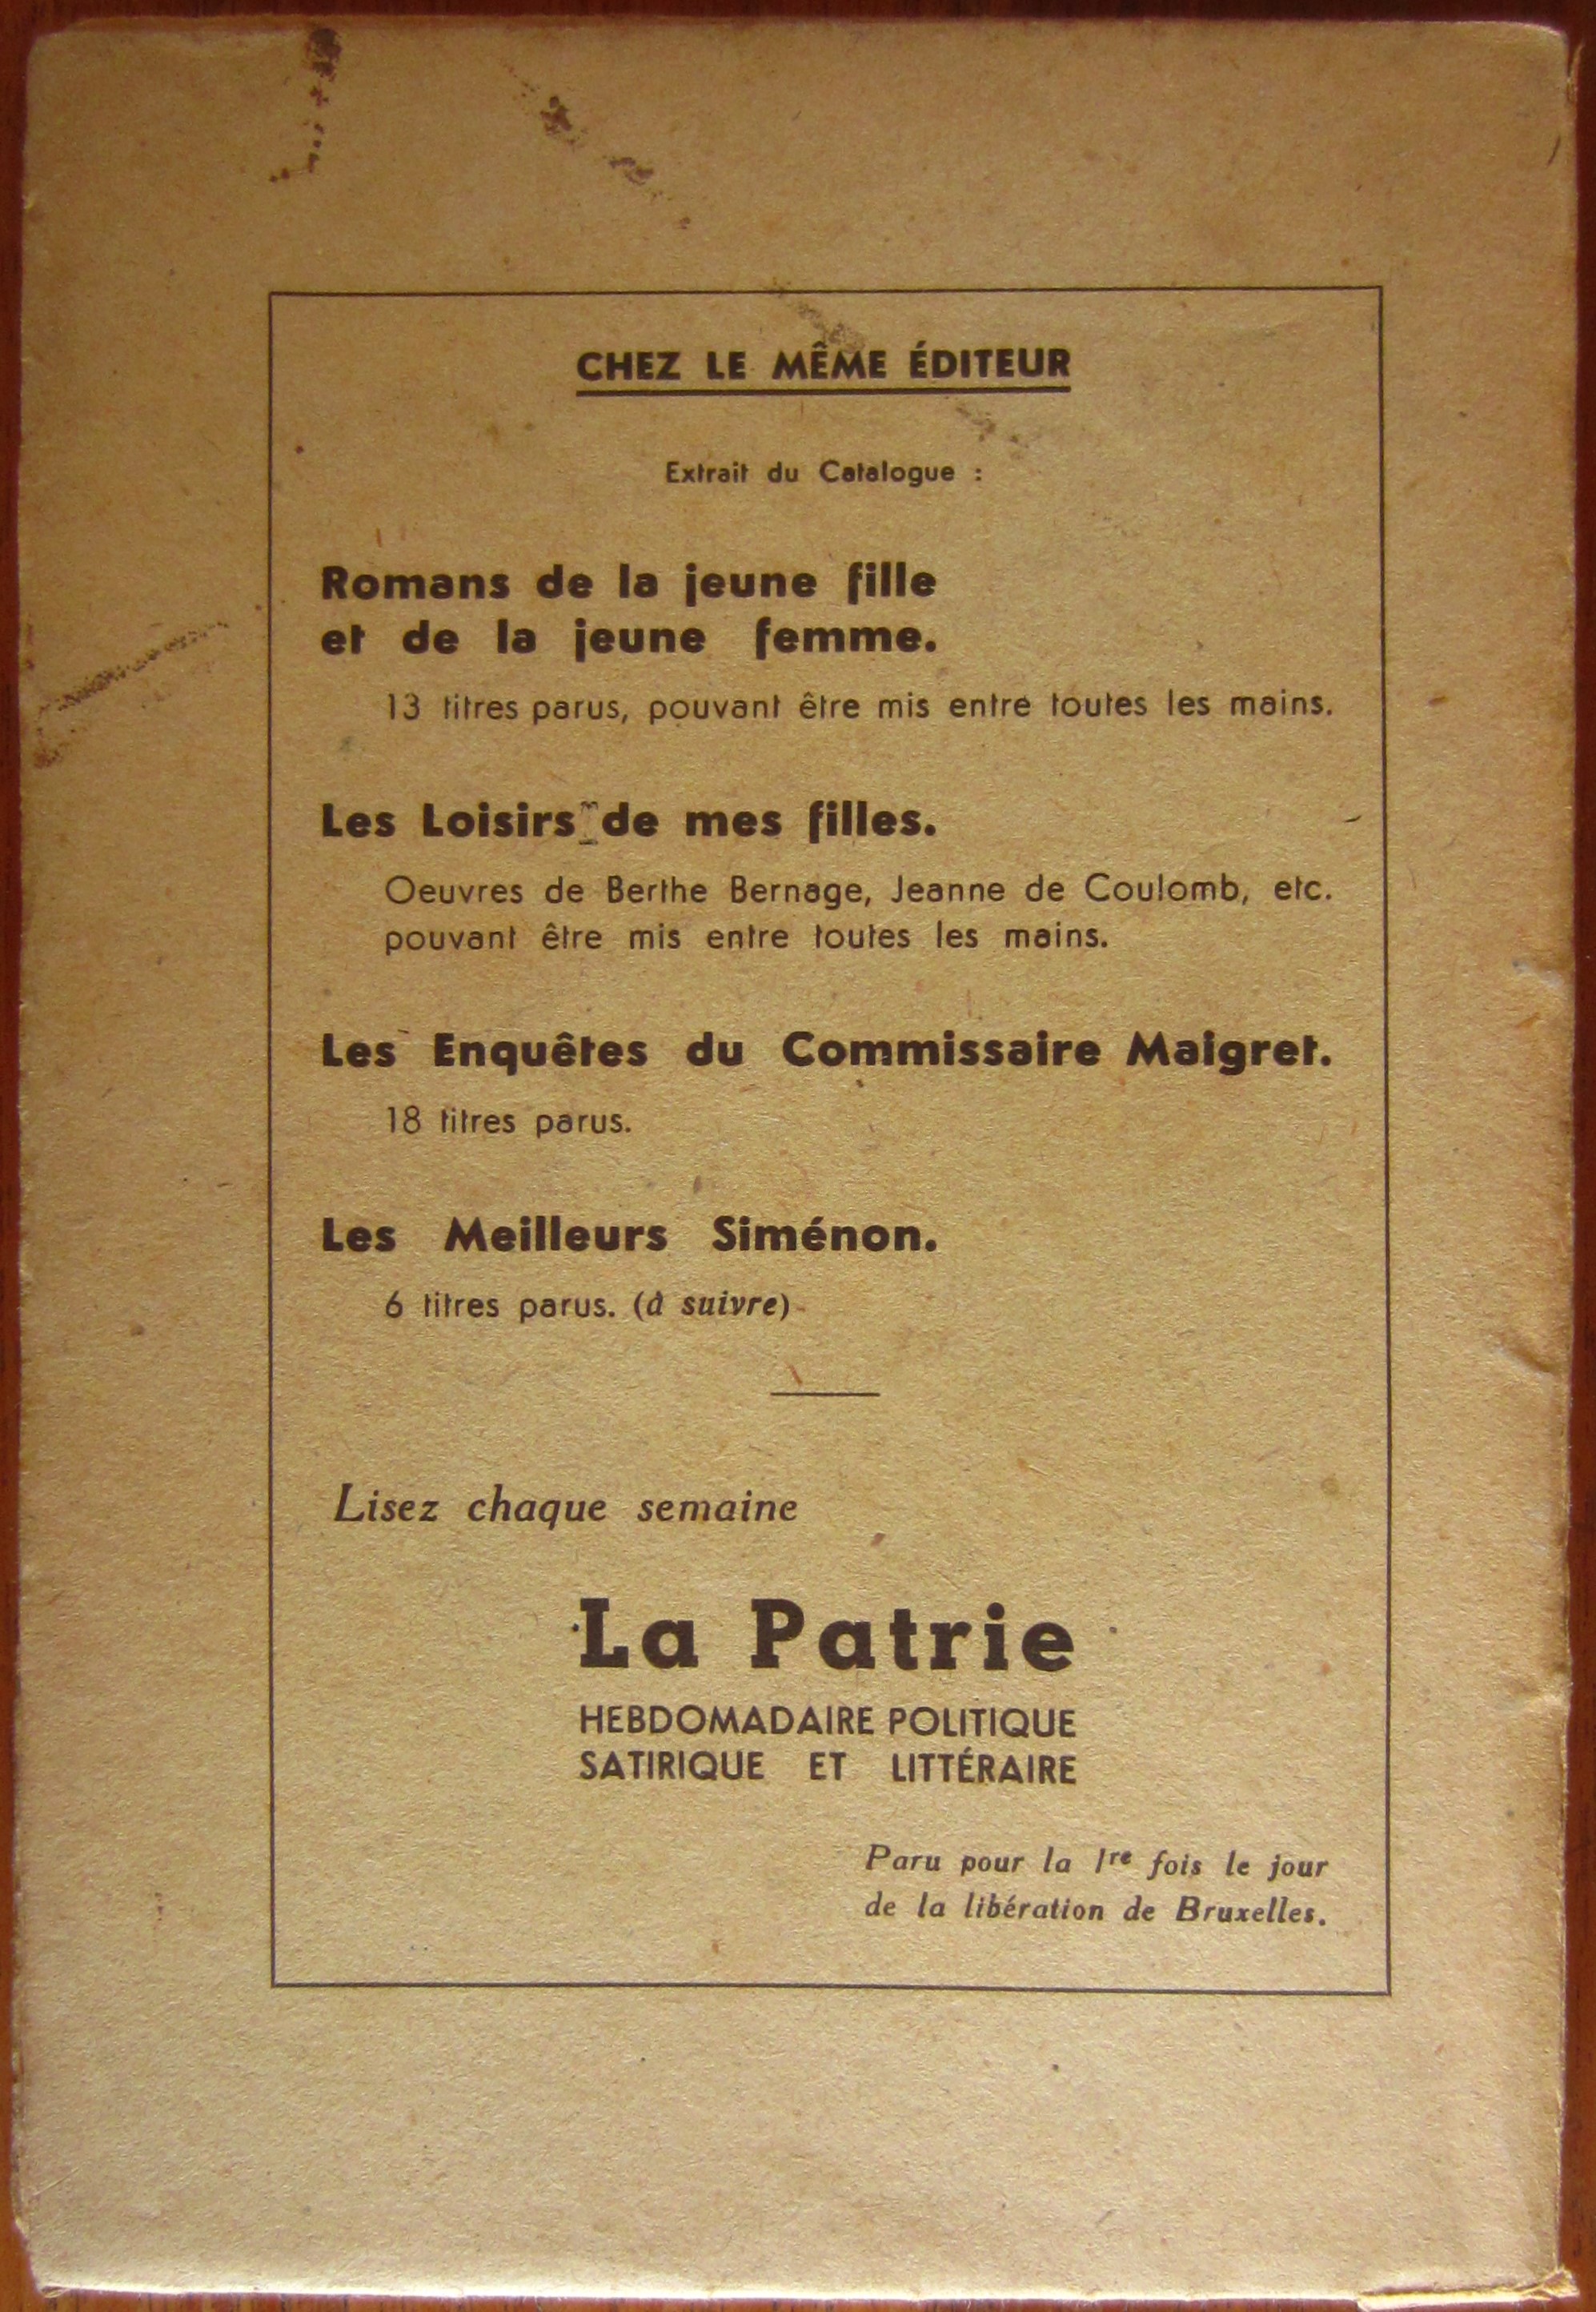 CHEZ LE MÊME ÉDITEUR
Extrait du Catalogue :
Romans de la jeune fille
et de la jeune femme.
13 titres parus, pouvant être mis entre toutes les mains.
Les Loisirs de mes filles.
Oeuvres de Berthe Bernage, Jeanne de Coulomb, etc.
pouvant être mis entre toutes les mains.
Les Enquêtes du Commissaire Maigret.
18 titres parus.
Les Meilleurs Siménon.
6 titres parus. (à suivre)
Lisez chaque semaine
La Patrie
HEBDOMADAIRE POLITIQUE
SATIRIQUE ET LITTÉRAIRE
Paru pour la 1re fois le jour
de la libération de Bruxelles.